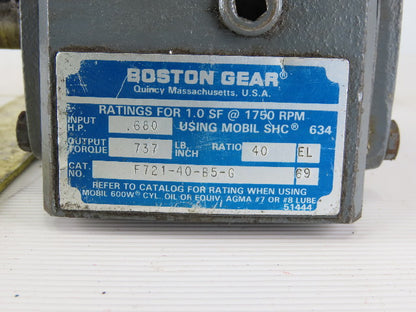 BOSTON GEAR®
Quincy Massachusetts, U.S.A.
RATINGS FOR 1.0 SF @ 1750 RPM
INPUT H.P. .680 USING MOBIL SHC® 634
OUTPUT TORQUE 737 LB. INCH RATIO 40 EL
CAT. NO. F721-40-B5-G 69
REFER TO CATALOG FOR RATING WHEN USING
MOBIL 600W® CYL. OIL OR EQUIV. AGMA #7 OR #8 LUBE
51444